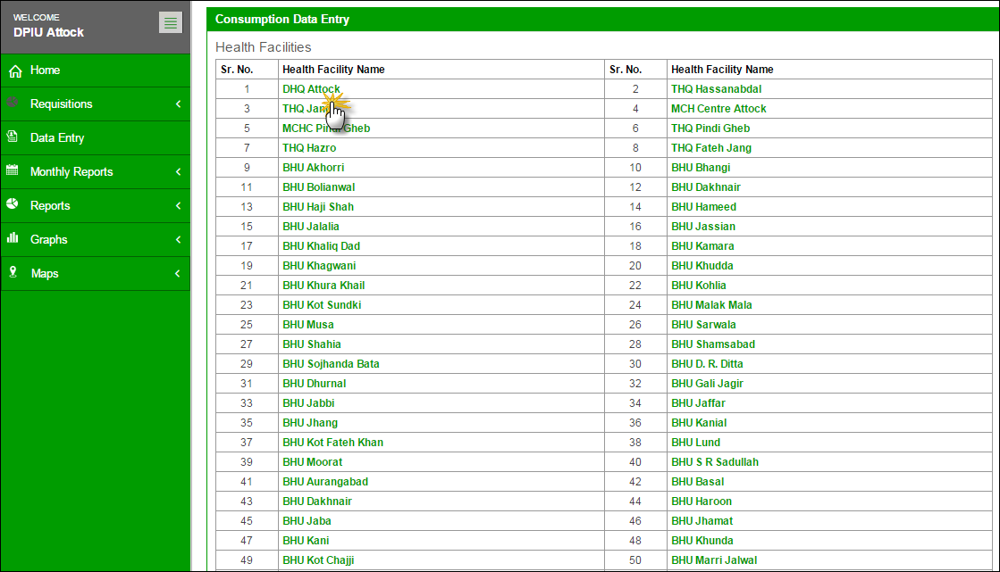 WELCOME
DPIU Attock
Home
Requisitions
Data Entry
Monthly Reports
Reports
Graphs
Maps
Consumption Data Entry
Health Facilities
Sr. No. Health Facility Name Sr. No. Health Facility Name
1 DHQ Attock 2 THQ Hassanabdal
3 THQ 4 MCH Centre Attock
5 MCHC Pindi Gheb 6 THQ Pindi Gheb
7 THQ Hazro 8 THQ Fateh Jang
9 BHU Akhorri 10 BHU Bhangi
11 BHU Bolianwal 12 BHU Dakhnair
13 BHU Haji Shah 14 BHU Hameed
15 BHU Jalalia 16 BHU Jassian
17 BHU Khaliq Dad 18 BHU Kamara
19 BHU Khagwani 20 BHU Khudda
21 BHU Khura Khail 22 BHU Kohlia
23 BHU Kot Sundki 24 BHU Malak Mala
25 BHU Musa 26 BHU Sarwala
27 BHU Shahia 28 BHU Shamsabad
29 BHU Sojhanda Bata 30 BHU D. R. Ditta
31 BHU Dhurnal 32 BHU Gali Jagir
33 BHU Jabbi 34 BHU Jaffar
35 BHU Jhang 36 BHU Kanial
37 BHU Kot Fateh Khan 38 BHU Lund
39 BHU Moorat 40 BHU S R Sadullah
41 BHU Aurangabad 42 BHU Basal
43 BHU Dakhnair 44 BHU Haroon
45 BHU Jaba 46 BHU Jhamat
47 BHU Kani 48 BHU Khunda
49 BHU Kot Chajji 50 BHU Marri Jalwal